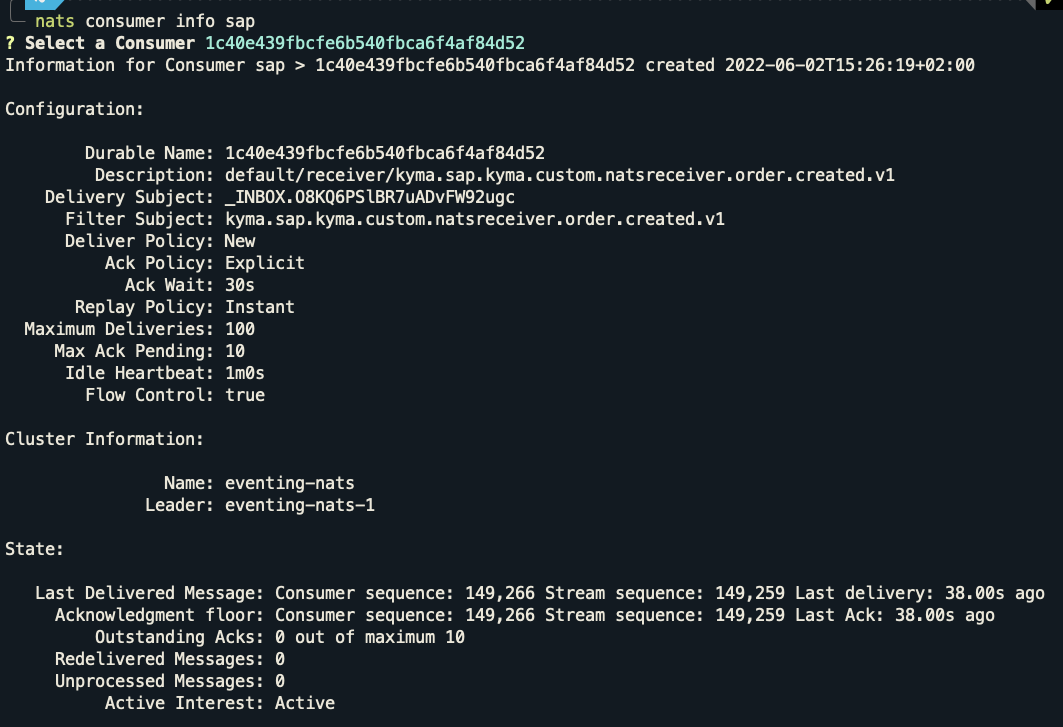 nats consumer info sap
? Select a Consumer 1c40e439fbcfe6b540fbca6f4af84d52
Information for Consumer sap > 1c40e439fbcfe6b540fbca6f4af84d52 created 2022-06-02T15:26:19+02:00
Configuration:
Durable Name: 1c40e439fbcfe6b540fbca6f4af84d52
Description: default/receiver/kyma.sap.kyma.custom.natsreceiver.order.created.v1
Delivery Subject: _INBOX.O8KQ6PSlBR7uADvFW92ugc
Filter Subject: kyma.sap.kyma.custom.natsreceiver.order.created.v1
Deliver Policy: New
Ack Policy: Explicit
Ack Wait: 30s
Replay Policy: Instant
Maximum Deliveries: 100
Max Ack Pending: 10
Idle Heartbeat: 1m0s
Flow Control: true
Cluster Information:
Name: eventing-nats
Leader: eventing-nats-1
State:
Last Delivered Message: Consumer sequence: 149,266 Stream sequence: 149,259 Last delivery: 38.00s ago
Acknowledgment floor: Consumer sequence: 149,266 Stream sequence: 149,259 Last Ack: 38.00s ago
Outstanding Acks: 0 out of maximum 10
Redelivered Messages: 0
Unprocessed Messages: 0
Active Interest: Active